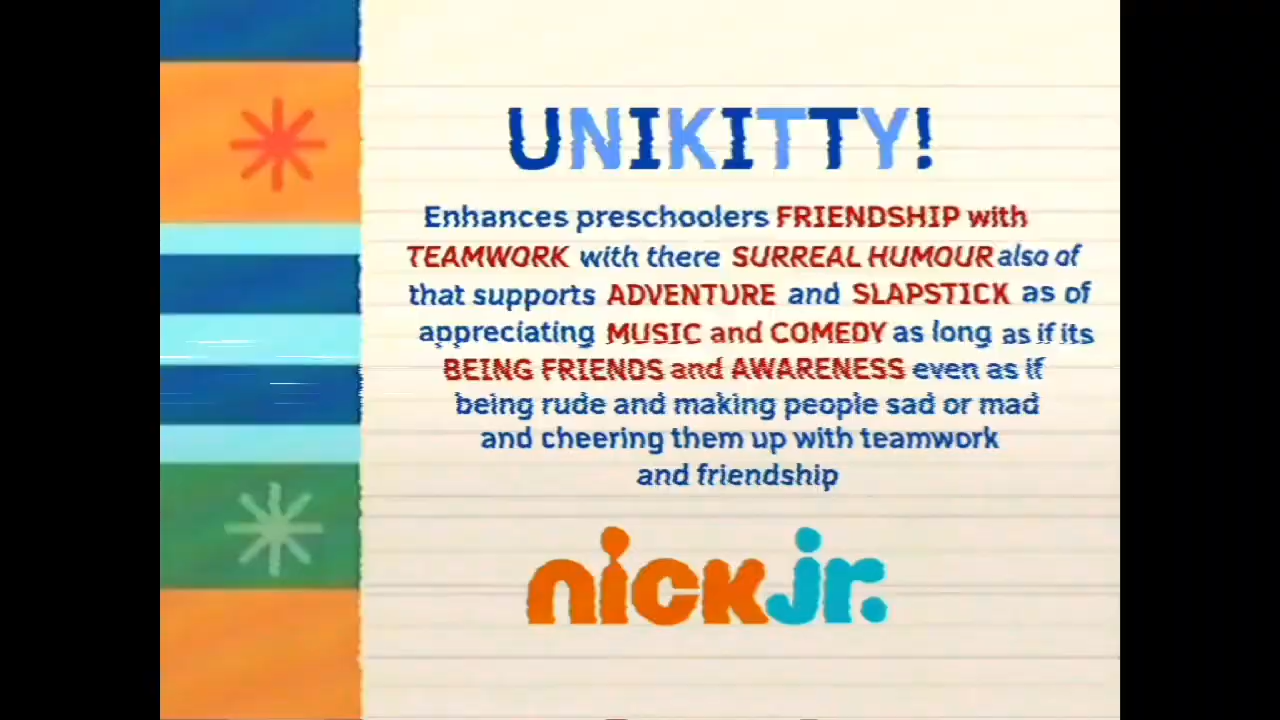 UNIKITTY!
Enhances preschoolers FRIENDSHIP with
TEAMWORK with there SURREAL HUMOUR also of
that supports ADVENTURE and SLAPSTICK as of
appreciating MUSIC and COMEDY as long as if its
BEING FRIENDS and AWARENESS even as if
being rude and making people sad or mad
and cheering them up with teamwork
and friendship
nick jr.